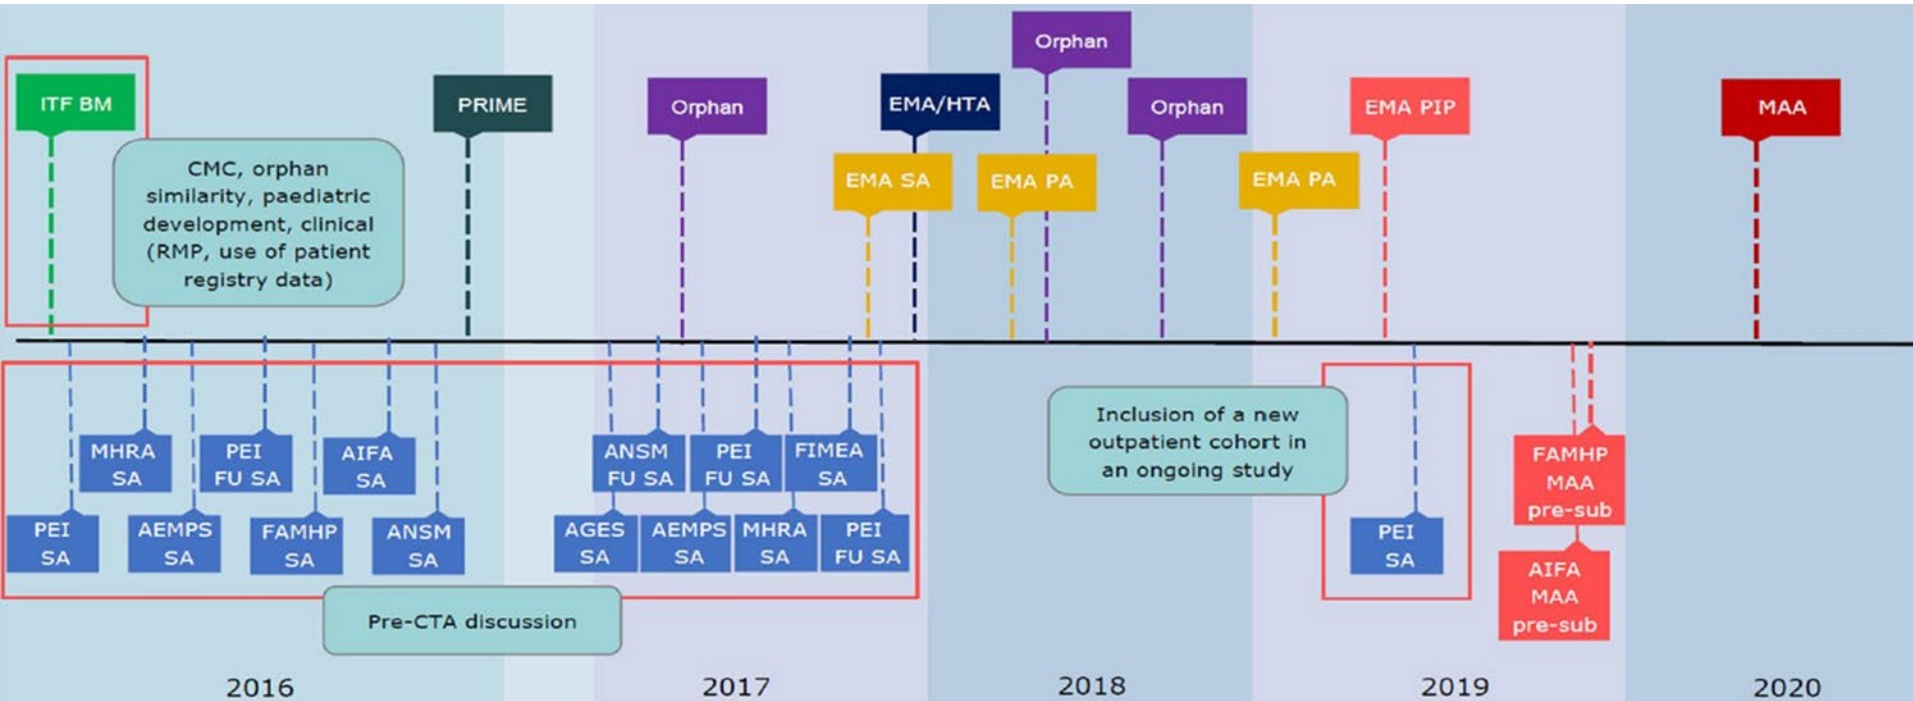 Orphan
ITF BM
PRIME
Orphan
EMA/HTA
Orphan
EMA PIP
MAA
EMA SA
EMA PA
EMA PA
CMC, orphan
similarity, paediatric
development, clinical
(RMP, use of patient
registry data)
MHRA
SA
PEI
FU SA
AIFA
SA
ANSM
FU SA
PEI
FU SA
FIMEA
SA
PEI
SA
AEMPS
SA
FAMHP
SA
ANSM
SA
AGES
SA
AEMPS
SA
MHRA
SA
PEI
FU SA
Pre-CTA discussion
Inclusion of a new
outpatient cohort in
an ongoing study
PEI
SA
FAMHP
MAA
pre-sub
AIFA
MAA
pre-sub
2016
2017
2018
2019
2020